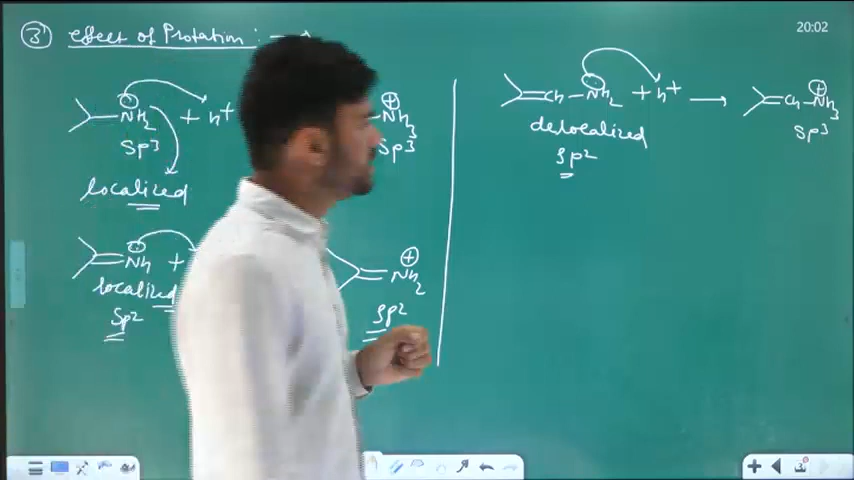 20:02
3 effect of Protation : →
NH2 + H+
NH3
Sp3
Sp3
localized
NH +
NH2
localized
Sp2
Sp2
CH - NH2 + H+ → CH - NH3
delocalized
Sp2
Sp3